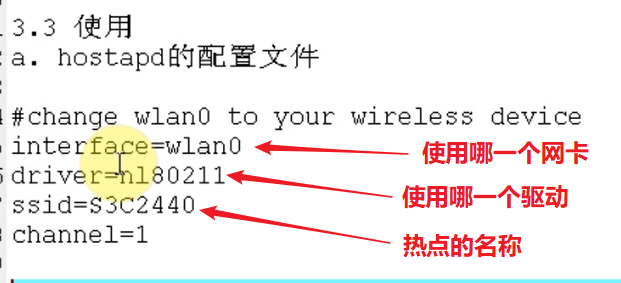 3.3 使用
a. hostapd的配置文件
#change wlan0 to your wireless device
interface=wlan0
使用哪一个网卡
driver=nl80211
使用哪一个驱动
ssid=S3C2440
热点的名称
channel=1